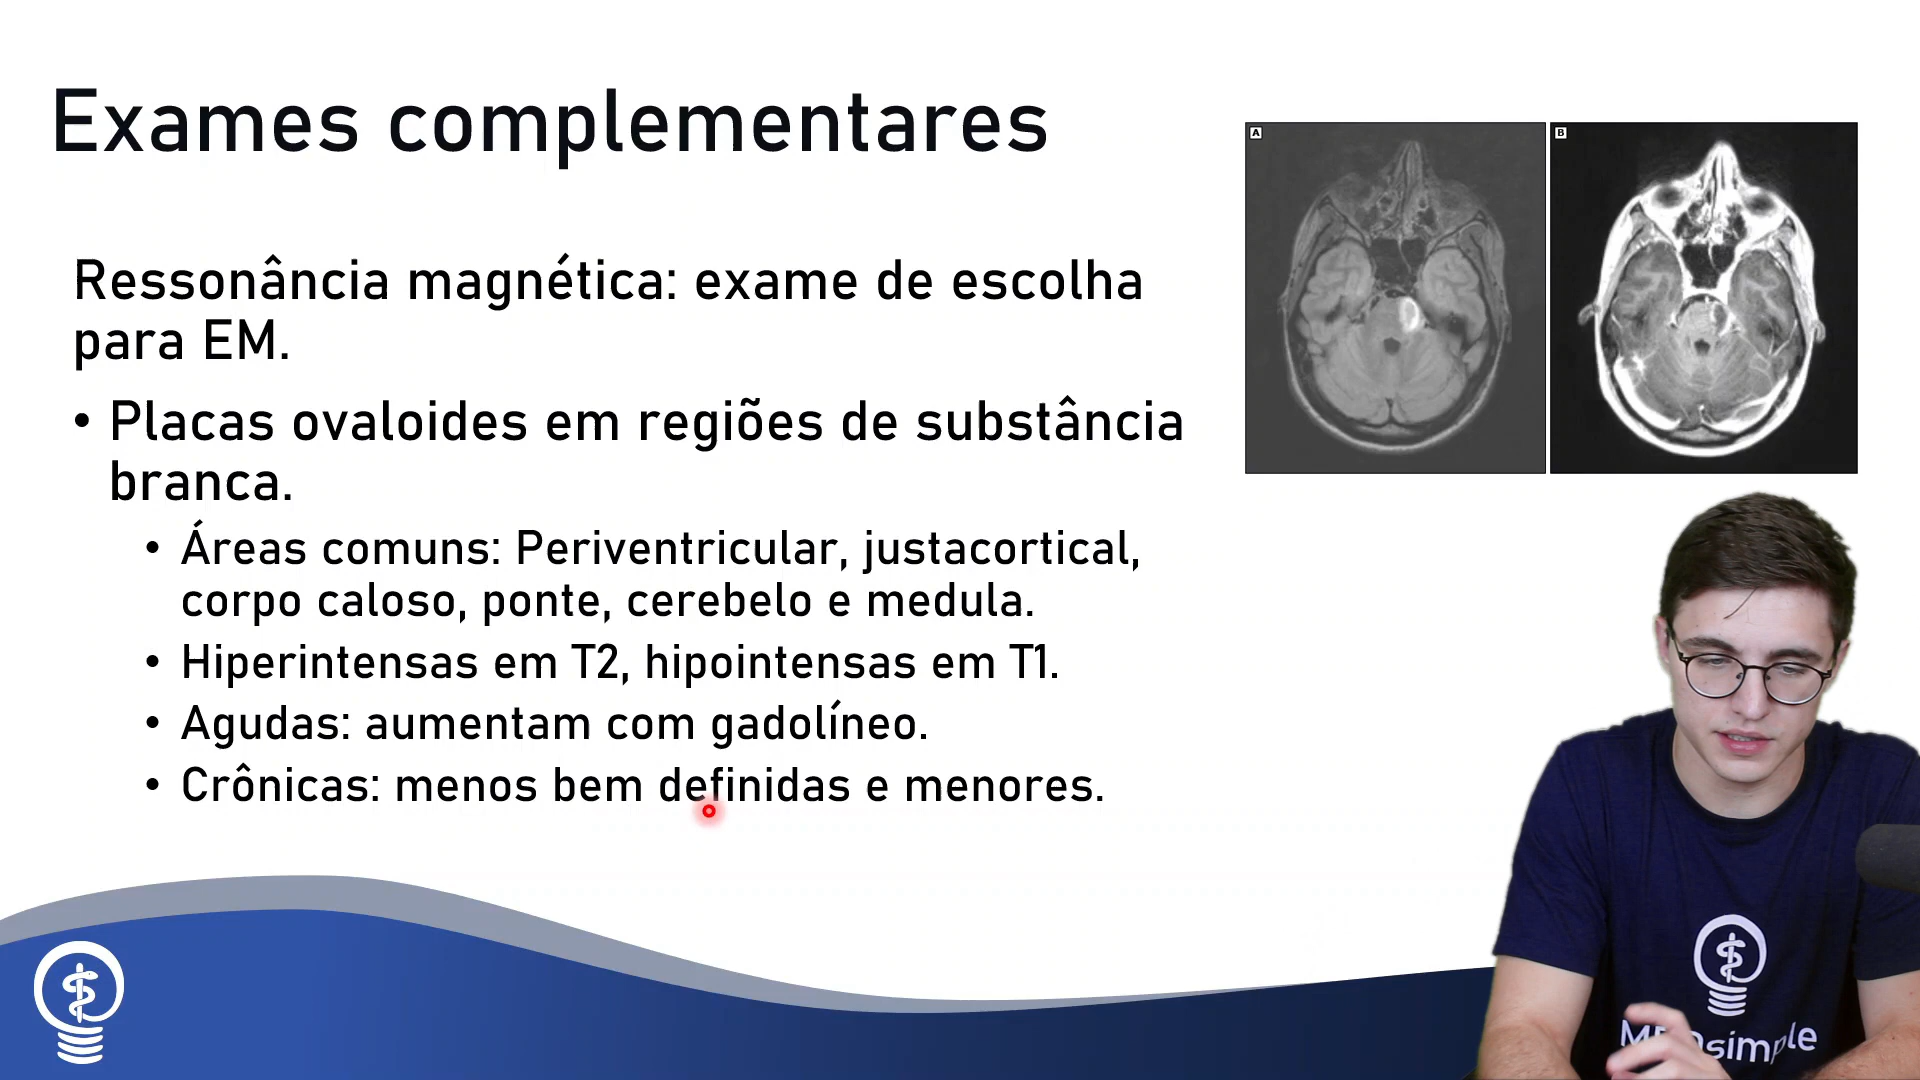 Exames complementares
A
B
Ressonância magnética: exame de escolha
para EM.
• Placas ovaloides em regiões de substância
branca.
• Áreas comuns: Periventricular, justacortical,
corpo caloso, ponte, cerebelo e medula.
• Hiperintensas em T2, hipointensas em T1.
• Agudas: aumentam com gadolíneo.
• Crônicas: menos bem definidas e menores.
MEDsimple